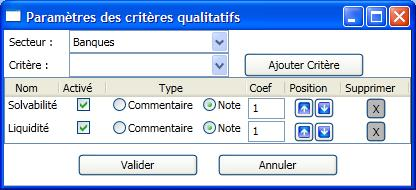 Paramètres des critères qualitatifs
Secteur : Banques
Critère : Ajouter Critère
Nom Activé Type Coef Position Supprimer
Solvabilité Commentaire Note 1 X
Liquidité Commentaire Note 1 X
Valider Annuler